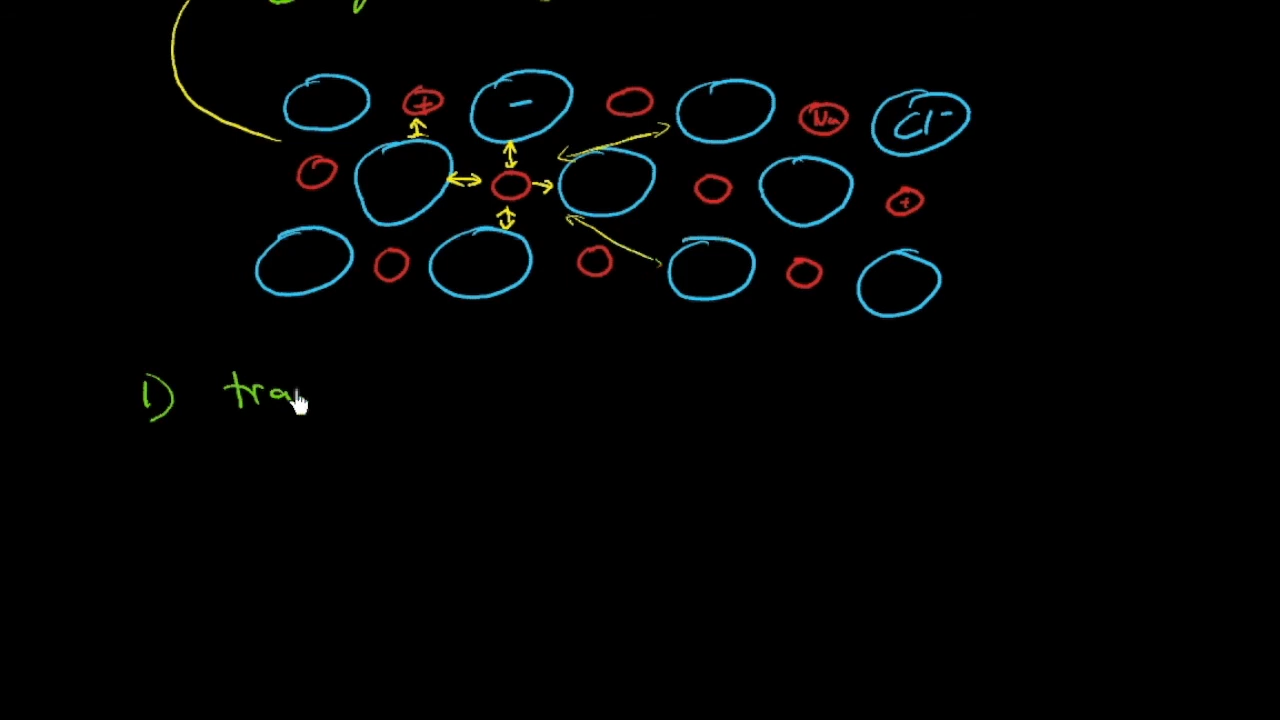 + - Na Cl⁻
+
1) tra